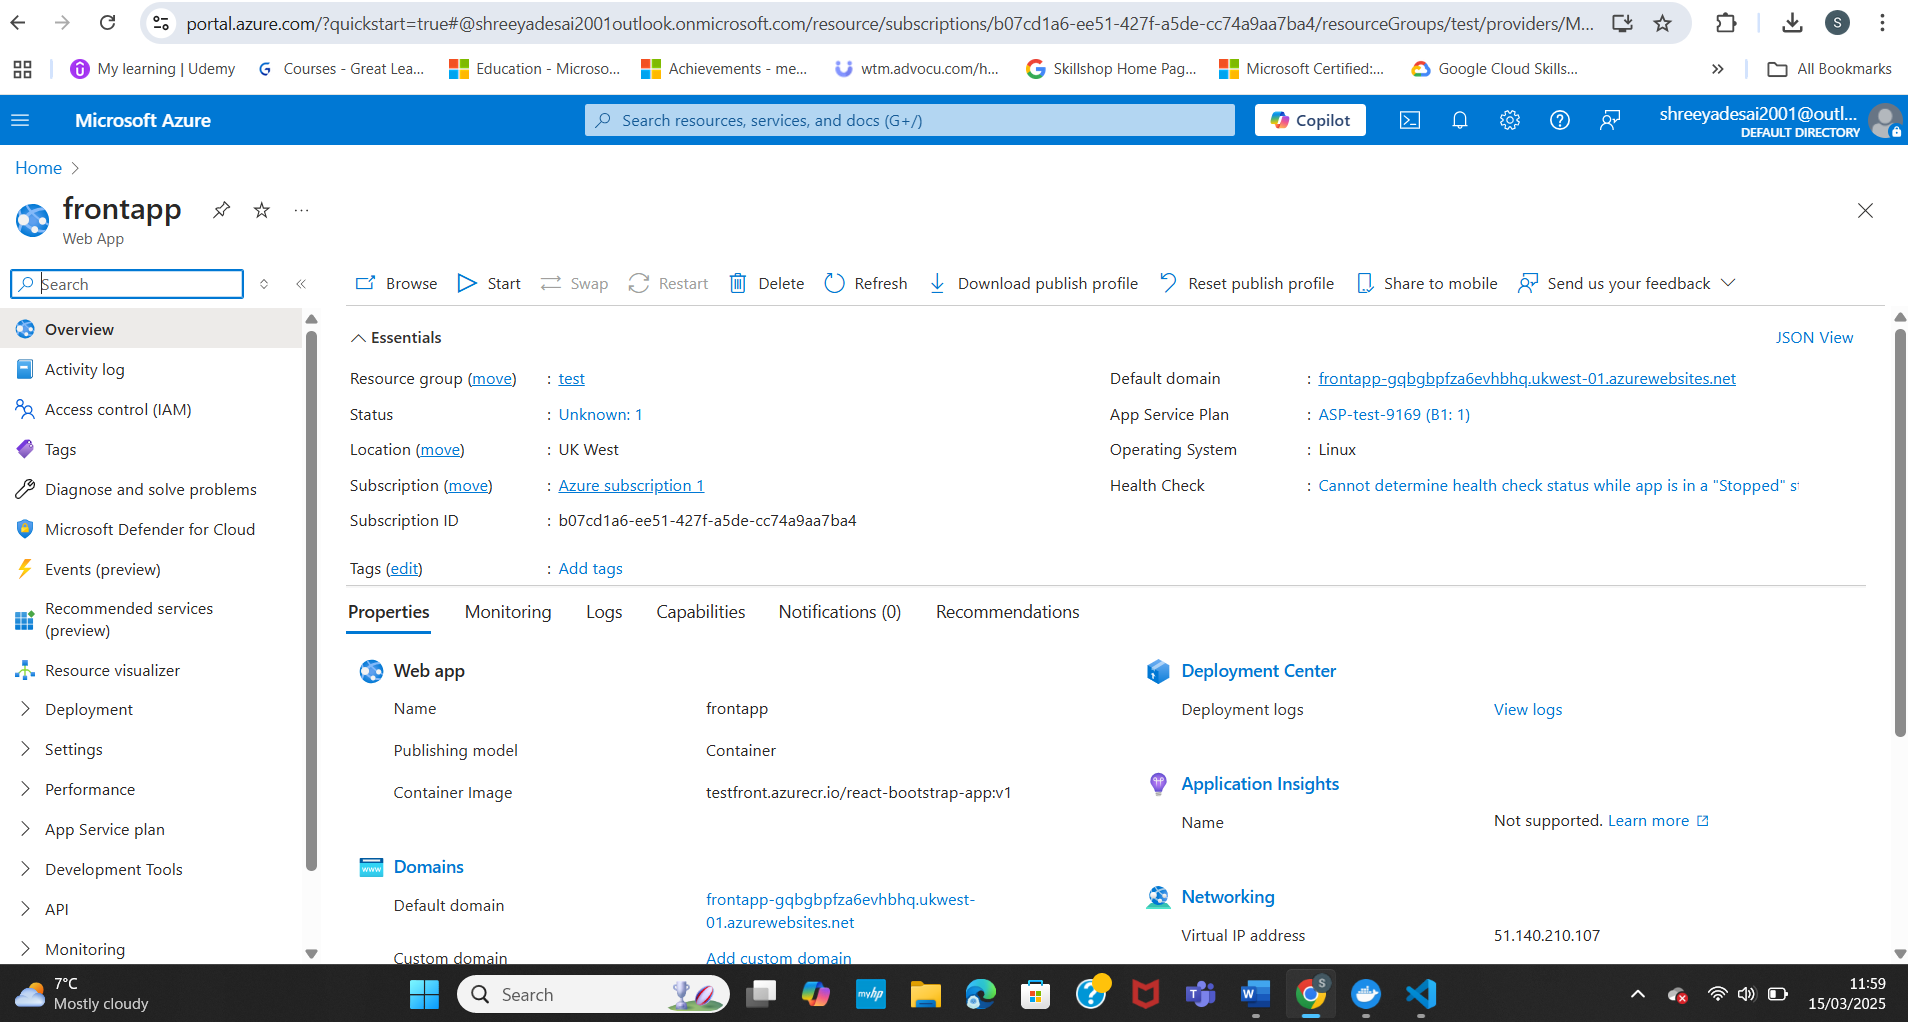 portal.azure.com/?quickstart=true#@shreeyadesai2001outlook.onmicrosoft.com/resource/subscriptions/b07cd1a6-ee51-427f-a5de-cc74a9aa7ba4/resourceGroups/test/providers/M...
S
My learning | Udemy
Courses - Great Lea...
Education - Microso...
Achievements - me...
wtm.advocu.com/h...
Skillshop Home Pag...
Microsoft Certified:...
Google Cloud Skills...
All Bookmarks
Microsoft Azure
Search resources, services, and docs (G+/)
Copilot
shreeyadesai2001@outl...
DEFAULT DIRECTORY
Home
frontapp
Web App
Search
Browse
Start
Swap
Restart
Delete
Refresh
Download publish profile
Reset publish profile
Share to mobile
Send us your feedback
Overview
Activity log
Access control (IAM)
Tags
Diagnose and solve problems
Microsoft Defender for Cloud
Events (preview)
Recommended services
(preview)
Resource visualizer
Deployment
Settings
Performance
App Service plan
Development Tools
API
Monitoring
Essentials
JSON View
Resource group (move) : test
Status : Unknown: 1
Location (move) : UK West
Subscription (move) : Azure subscription 1
Subscription ID : b07cd1a6-ee51-427f-a5de-cc74a9aa7ba4
Tags (edit) : Add tags
Default domain : frontapp-gqbgbpfza6evhbhq.ukwest-01.azurewebsites.net
App Service Plan : ASP-test-9169 (B1: 1)
Operating System : Linux
Health Check : Cannot determine health check status while app is in a "Stopped" st
Properties
Monitoring
Logs
Capabilities
Notifications (0)
Recommendations
Web app
Name frontapp
Publishing model Container
Container Image testfront.azurecr.io/react-bootstrap-app:v1
www
Domains
Default domain frontapp-gqbgbpfza6evhbhq.ukwest-
01.azurewebsites.net
Custom domain Add custom domain
Deployment Center
Deployment logs View logs
Application Insights
Name Not supported. Learn more
Networking
Virtual IP address 51.140.210.107
7°C
Mostly cloudy
Search
myhp
S
11:59
15/03/2025